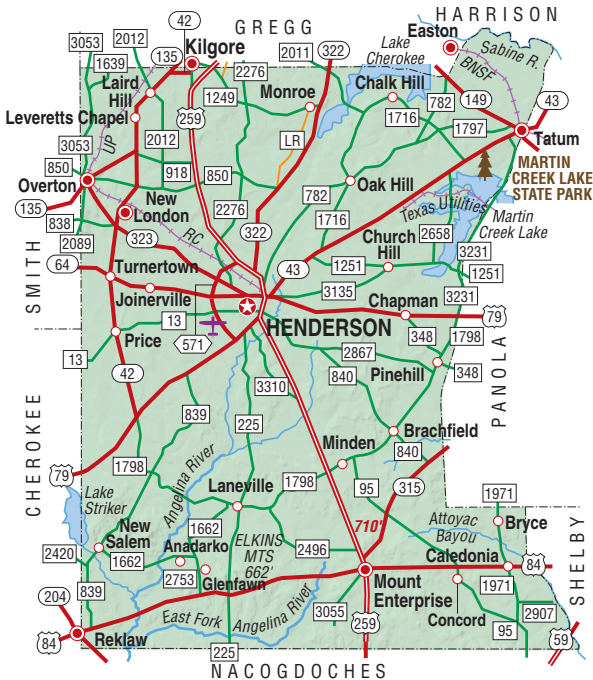 HARRISON
GREGG
42
3053
2012
135
Kilgore
2276
2011
322
Lake
Cherokee
Easton
Sabine R.
BNSF
1639
Laird
Hill
1249
Monroe
Chalk Hill
782
149
43
Leveretts Chapel
259
1716
1797
Tatum
3053
UP
2012
LR
MARTIN
CREEK LAKE
STATE PARK
850
918
850
Overton
782
Oak Hill
135
New
London
2276
1716
Texas Utilities
Martin
Creek Lake
838
RC
2658
2089
323
322
Church
Hill
3231
SMITH
64
Turnertown
43
1251
1251
Joinerville
3135
Chapman
3231
79
13
HENDERSON
348
1798
Price
571
2867
13
840
Pinehill
348
PANOLA
42
3310
839
225
Brachfield
CHEROKEE
Minden
840
1798
79
Angelina River
1798
95
315
Lake
Striker
Laneville
1971
New
Salem
1662
710'
Attoyac
Bayou
Bryce
Anadarko
ELKINS
MTS
662'
2496
Caledonia
2420
1662
84
2753
Glenfawn
Mount
Enterprise
1971
SHELBY
204
839
Concord
East Fork
Angelina River
3055
2907
84
Reklaw
225
259
95
59
NACOGDOCHES